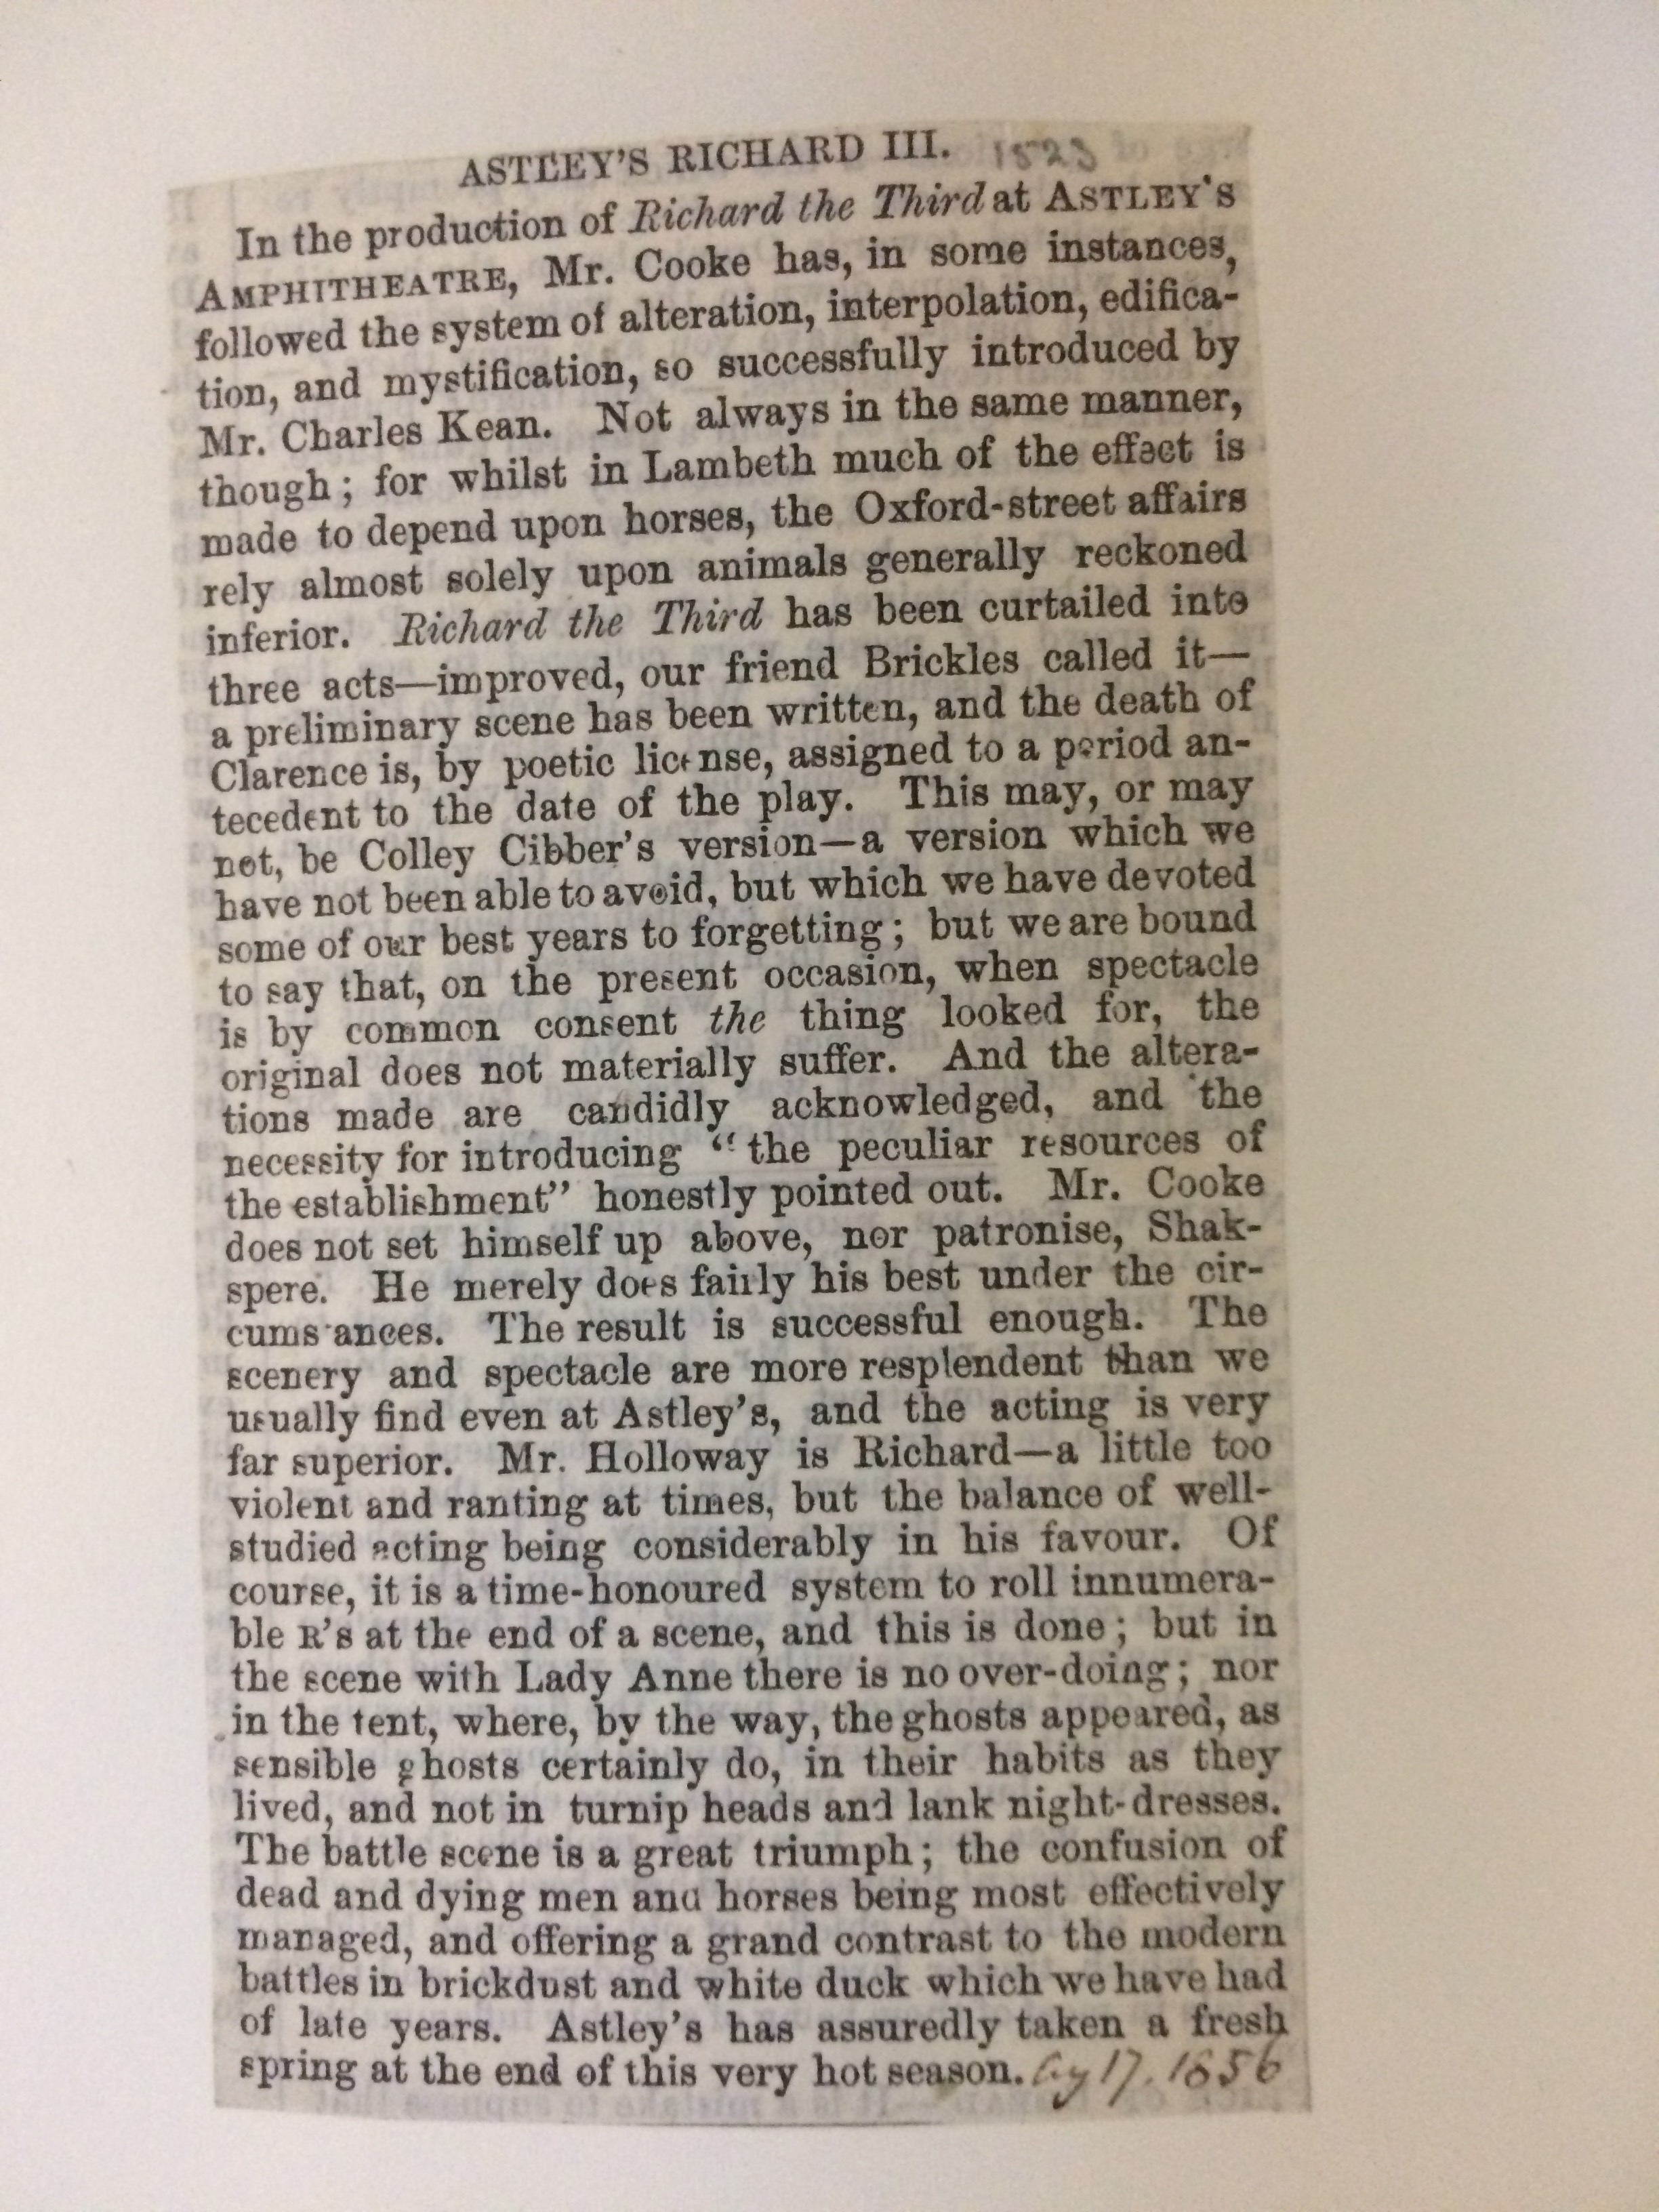 ASTLEY'S RICHARD III. 1523
In the production of Richard the Third at ASTLEY'S
AMPHITHEATRE, Mr. Cooke has, in some instances,
followed the system of alteration, interpolation, edifica-
tion, and mystification, so successfully introduced by
Mr. Charles Kean. Not always in the same manner,
though; for whilst in Lambeth much of the effect is
made to depend upon horses, the Oxford-street affairs
rely almost solely upon animals generally reckoned
inferior. Richard the Third has been curtailed into
three acts—improved, our friend Brickles called it—
a preliminary scene has been written, and the death of
Clarence is, by poetic license, assigned to a period an-
tecedent to the date of the play. This may, or may
not, be Colley Cibber's version—a version which we
have not been able to avoid, but which we have devoted
some of our best years to forgetting; but we are bound
to say that, on the present occasion, when spectacle
is by common consent the thing looked for, the
original does not materially suffer. And the altera-
tions made are candidly acknowledged, and the
necessity for introducing "the peculiar resources of
the establishment" honestly pointed out. Mr. Cooke
does not set himself up above, nor patronise, Shak-
spere. He merely does fairly his best under the cir-
cums ances. The result is successful enough. The
scenery and spectacle are more resplendent than we
usually find even at Astley's, and the acting is very
far superior. Mr. Holloway is Richard—a little too
violent and ranting at times, but the balance of well-
studied acting being considerably in his favour. Of
course, it is a time-honoured system to roll innumera-
ble R's at the end of a scene, and this is done; but in
the scene with Lady Anne there is no over-doing; nor
in the tent, where, by the way, the ghosts appeared, as
sensible ghosts certainly do, in their habits as they
lived, and not in turnip heads and lank night-dresses.
The battle scene is a great triumph; the confusion of
dead and dying men and horses being most effectively
managed, and offering a grand contrast to the modern
battles in brickdust and white duck which we have had
of late years. Astley's has assuredly taken a fresh
spring at the end of this very hot season. Ag 17. 1856